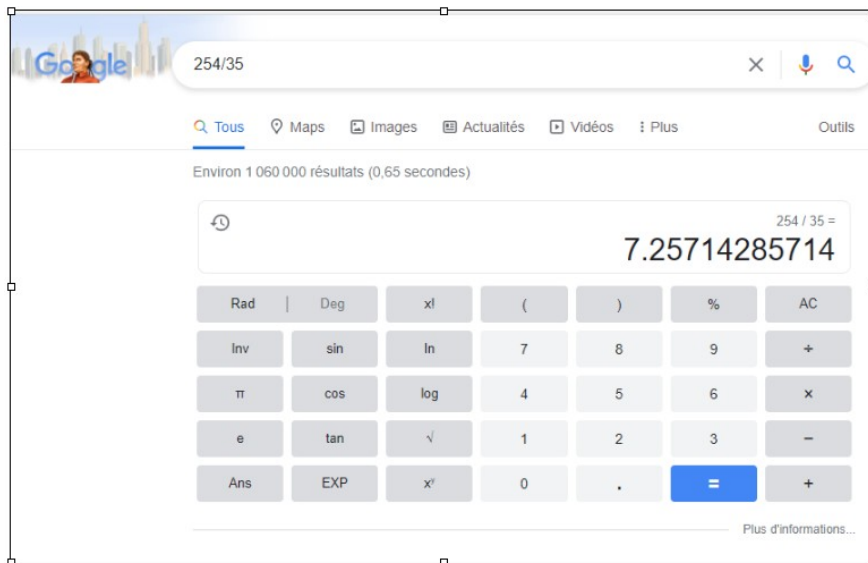 Google
254/35
Tous Maps Images Actualités Vidéos Plus Outils
Environ 1 060 000 résultats (0,65 secondes)
254 / 35 =
7.25714285714
Rad | Deg x! ( ) % AC
Inv sin ln 7 8 9 ÷
π cos log 4 5 6 ×
e tan √ 1 2 3 −
Ans EXP xʸ 0 . = +
Plus d'informations...